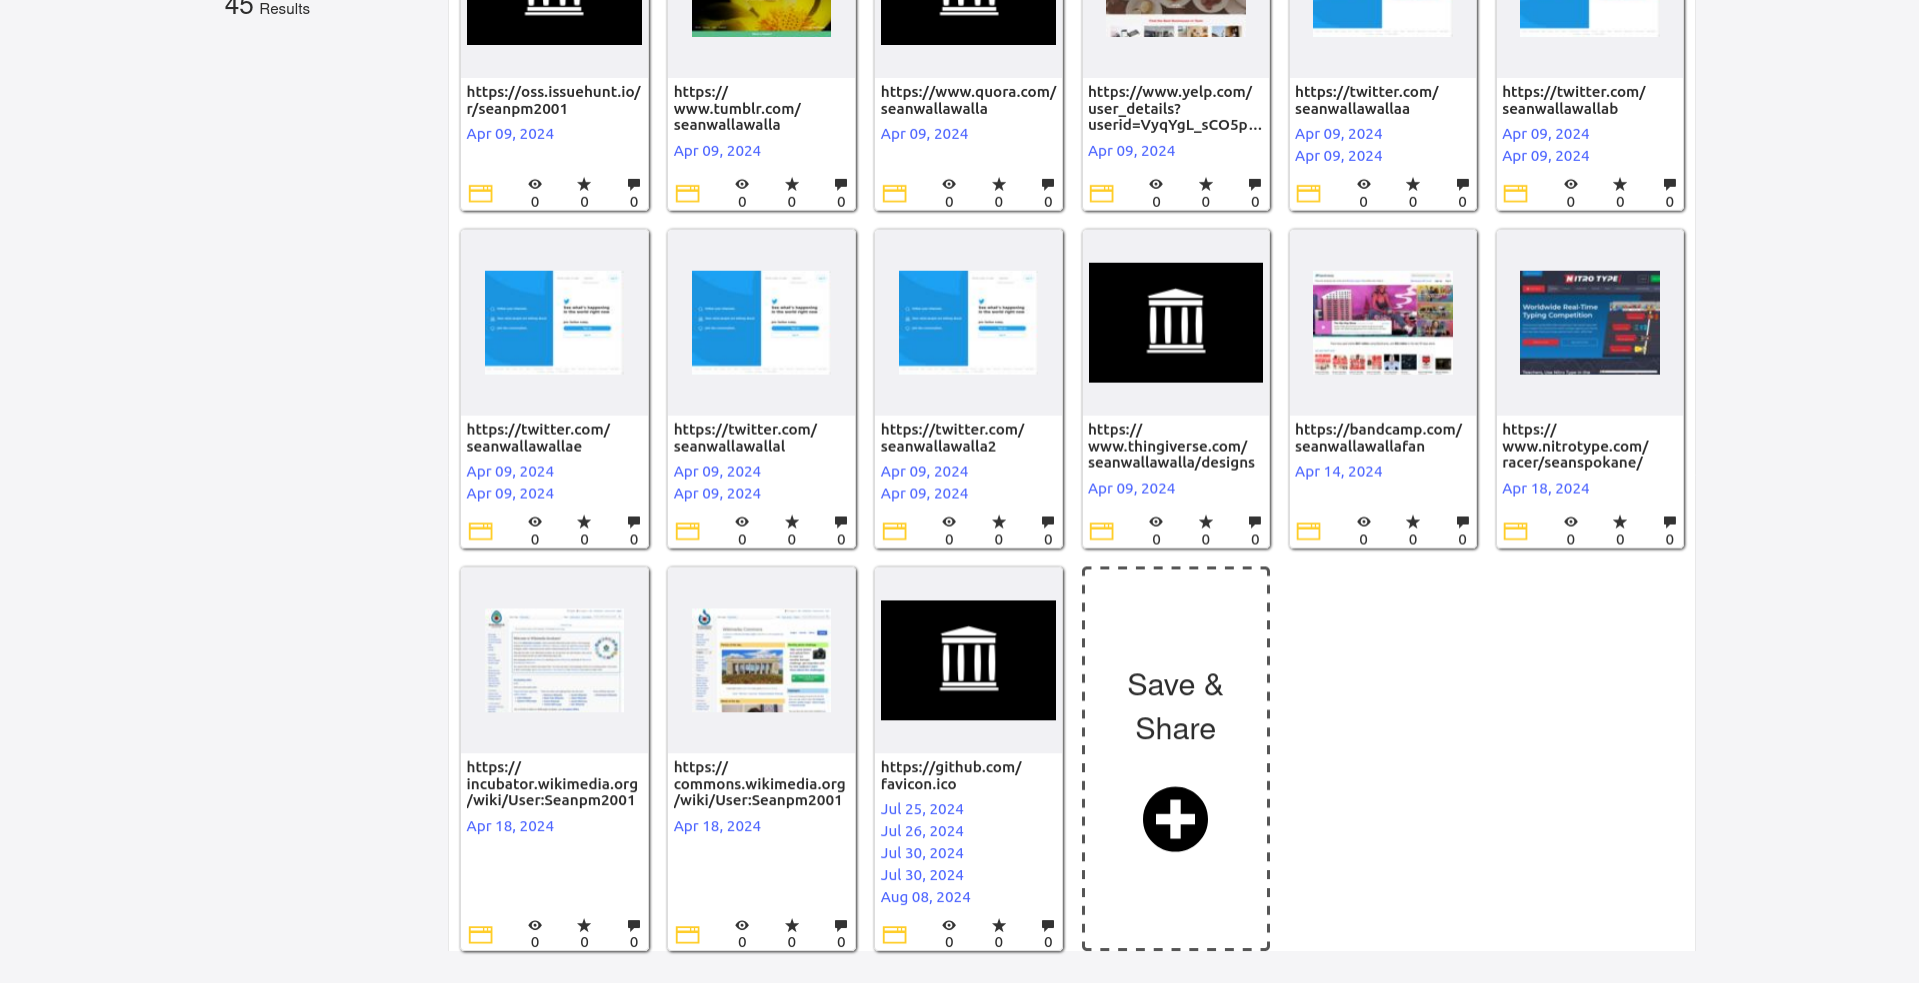 45 Results
https://oss.issuehunt.io/
r/seanpm2001
Apr 09, 2024
0 0 0
https://
www.tumblr.com/
seanwallawalla
Apr 09, 2024
0 0 0
https://www.quora.com/
seanwallawalla
Apr 09, 2024
0 0 0
https://www.yelp.com/
user_details?
userid=VyqYgL_sCO5p...
Apr 09, 2024
0 0 0
https://twitter.com/
seanwallawallaa
Apr 09, 2024
Apr 09, 2024
0 0 0
https://twitter.com/
seanwallawallab
Apr 09, 2024
Apr 09, 2024
0 0 0
https://twitter.com/
seanwallawallae
Apr 09, 2024
Apr 09, 2024
0 0 0
https://twitter.com/
seanwallawallal
Apr 09, 2024
Apr 09, 2024
0 0 0
https://twitter.com/
seanwallawalla2
Apr 09, 2024
Apr 09, 2024
0 0 0
https://
www.thingiverse.com/
seanwallawalla/designs
Apr 09, 2024
0 0 0
https://bandcamp.com/
seanwallawallafan
Apr 14, 2024
0 0 0
NITRO TYPE
Worldwide Real-Time
Typing Competition
https://
www.nitrotype.com/
racer/seanspokane/
Apr 18, 2024
0 0 0
https://
incubator.wikimedia.org
/wiki/User:Seanpm2001
Apr 18, 2024
0 0 0
https://
commons.wikimedia.org
/wiki/User:Seanpm2001
Apr 18, 2024
0 0 0
https://github.com/
favicon.ico
Jul 25, 2024
Jul 26, 2024
Jul 30, 2024
Jul 30, 2024
Aug 08, 2024
0 0 0
Save &
Share